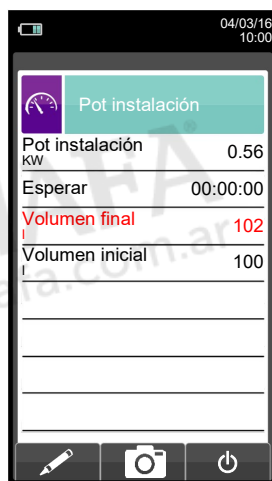 04/03/16
10:00
Pot instalación
Pot instalación
KW
0.56
Esperar
00:00:00
Volumen final
l
102
Volumen inicial
l
100